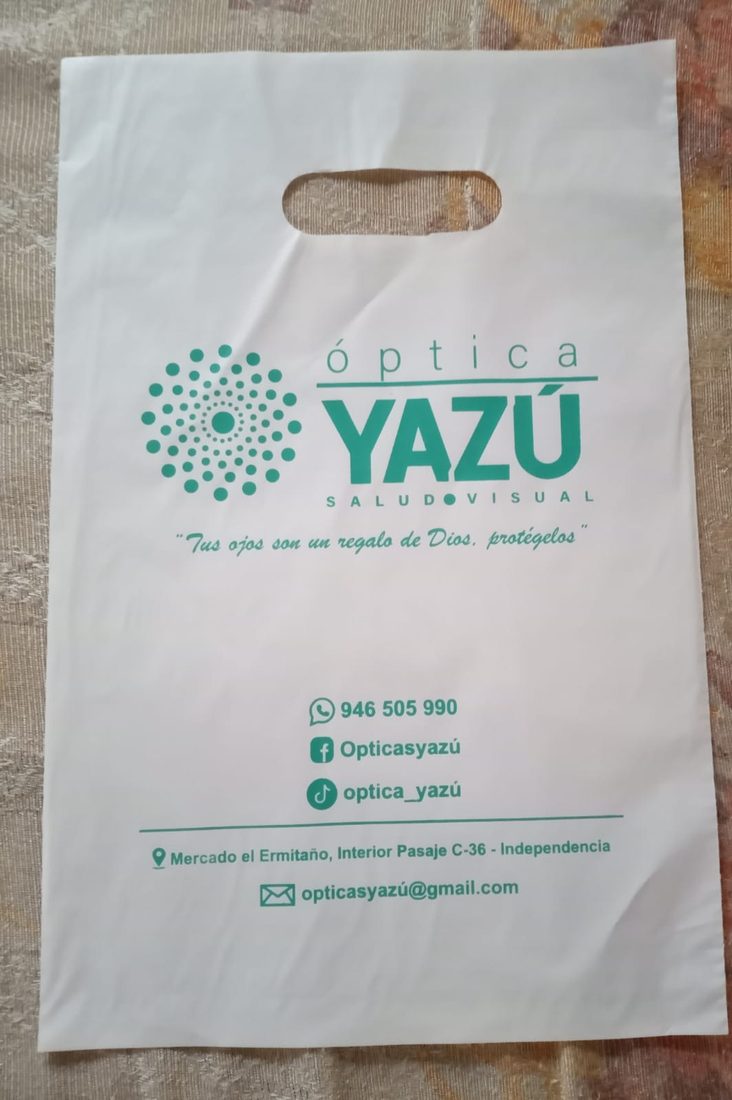 óptica
YAZÚ
SALUD VISUAL
"Tus ojos son un regalo de Dios, protégelos"
946 505 990
Opticasyazú
optica_yazú
Mercado el Ermitaño, Interior Pasaje C-36 - Independencia
opticasyazú@gmail.com